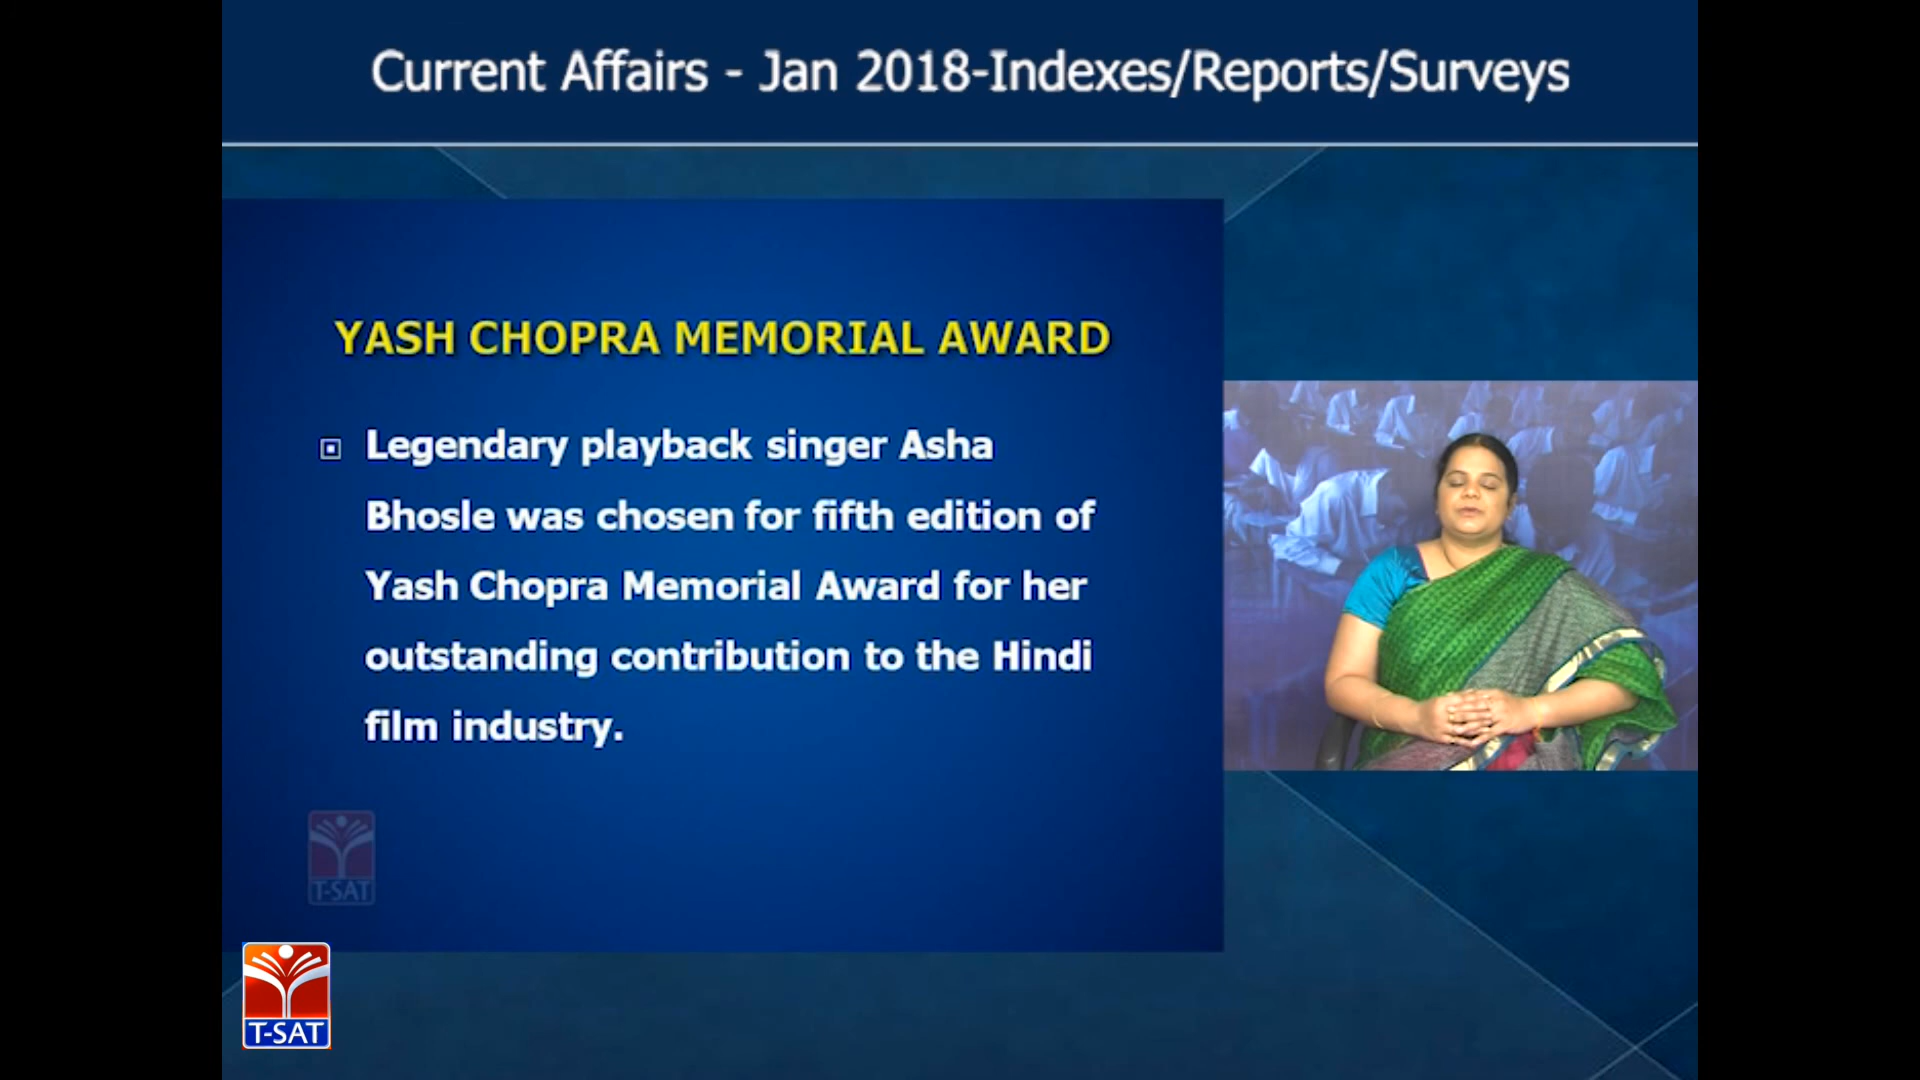 Current Affairs - Jan 2018-Indexes/Reports/Surveys
YASH CHOPRA MEMORIAL AWARD
Legendary playback singer Asha
Bhosle was chosen for fifth edition of
Yash Chopra Memorial Award for her
outstanding contribution to the Hindi
film industry.
T-SAT
T-SAT